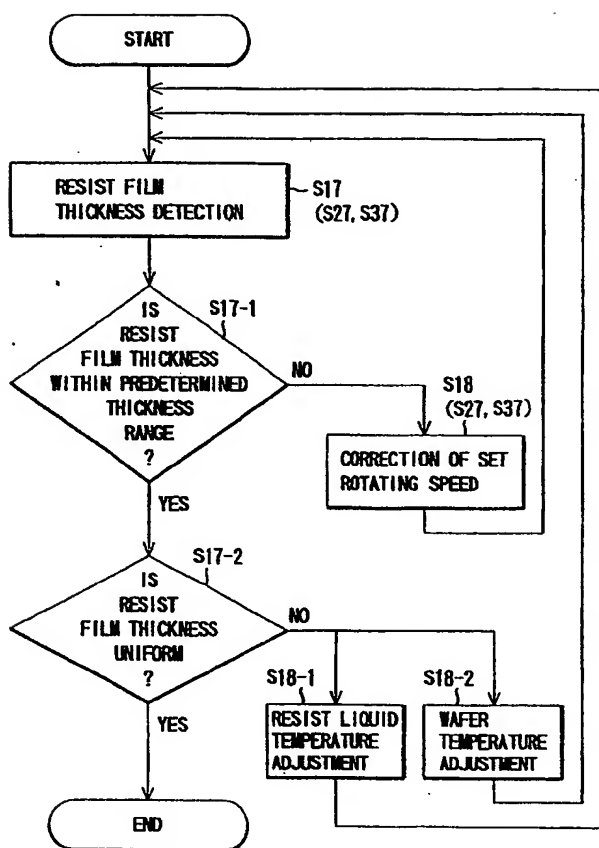 START
RESIST FILM
THICKNESS DETECTION
S17
(S27, S37)
IS
RESIST
FILM THICKNESS
WITHIN PREDETERMINED
THICKNESS
RANGE
?
S17-1
NO
S18
(S27, S37)
CORRECTION OF SET
ROTATING SPEED
YES
IS
RESIST
FILM THICKNESS
UNIFORM
?
S17-2
NO
S18-1
RESIST LIQUID
TEMPERATURE
ADJUSTMENT
S18-2
WAFER
TEMPERATURE
ADJUSTMENT
YES
END